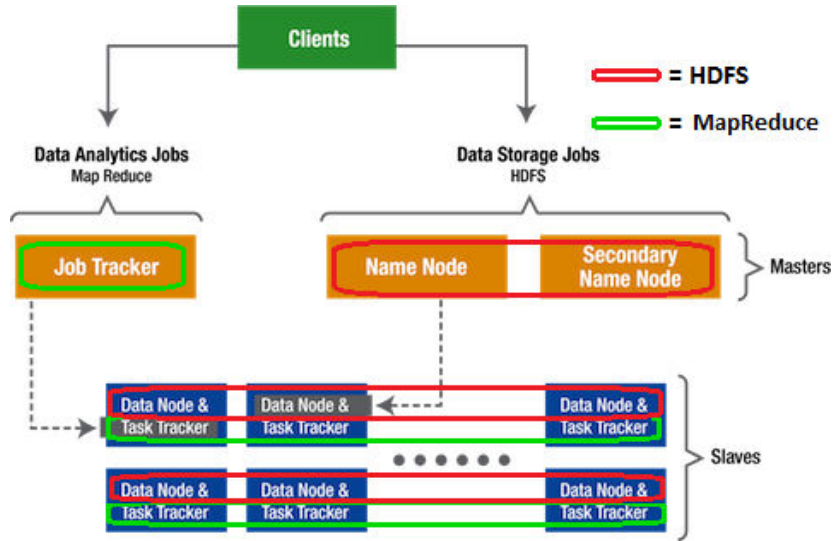 Clients
= HDFS
= MapReduce
Data Analytics Jobs
Map Reduce
Data Storage Jobs
HDFS
Job Tracker
Name Node
Secondary
Name Node
Masters
Data Node &
Task Tracker
Data Node &
Task Tracker
Data Node &
Task Tracker
Slaves
Data Node &
Task Tracker
Data Node &
Task Tracker
Data Node &
Task Tracker